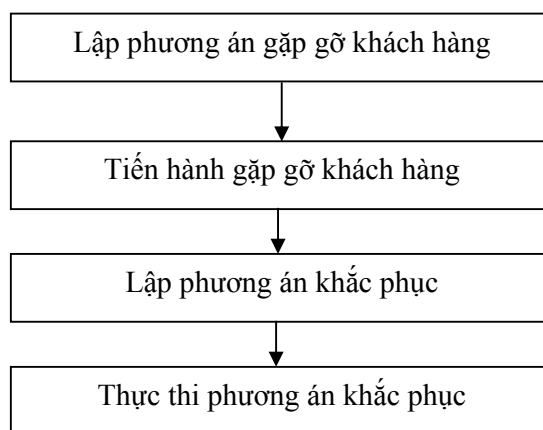 Lập phương án gặp gỡ khách hàng
Tiến hành gặp gỡ khách hàng
Lập phương án khắc phục
Thực thi phương án khắc phục